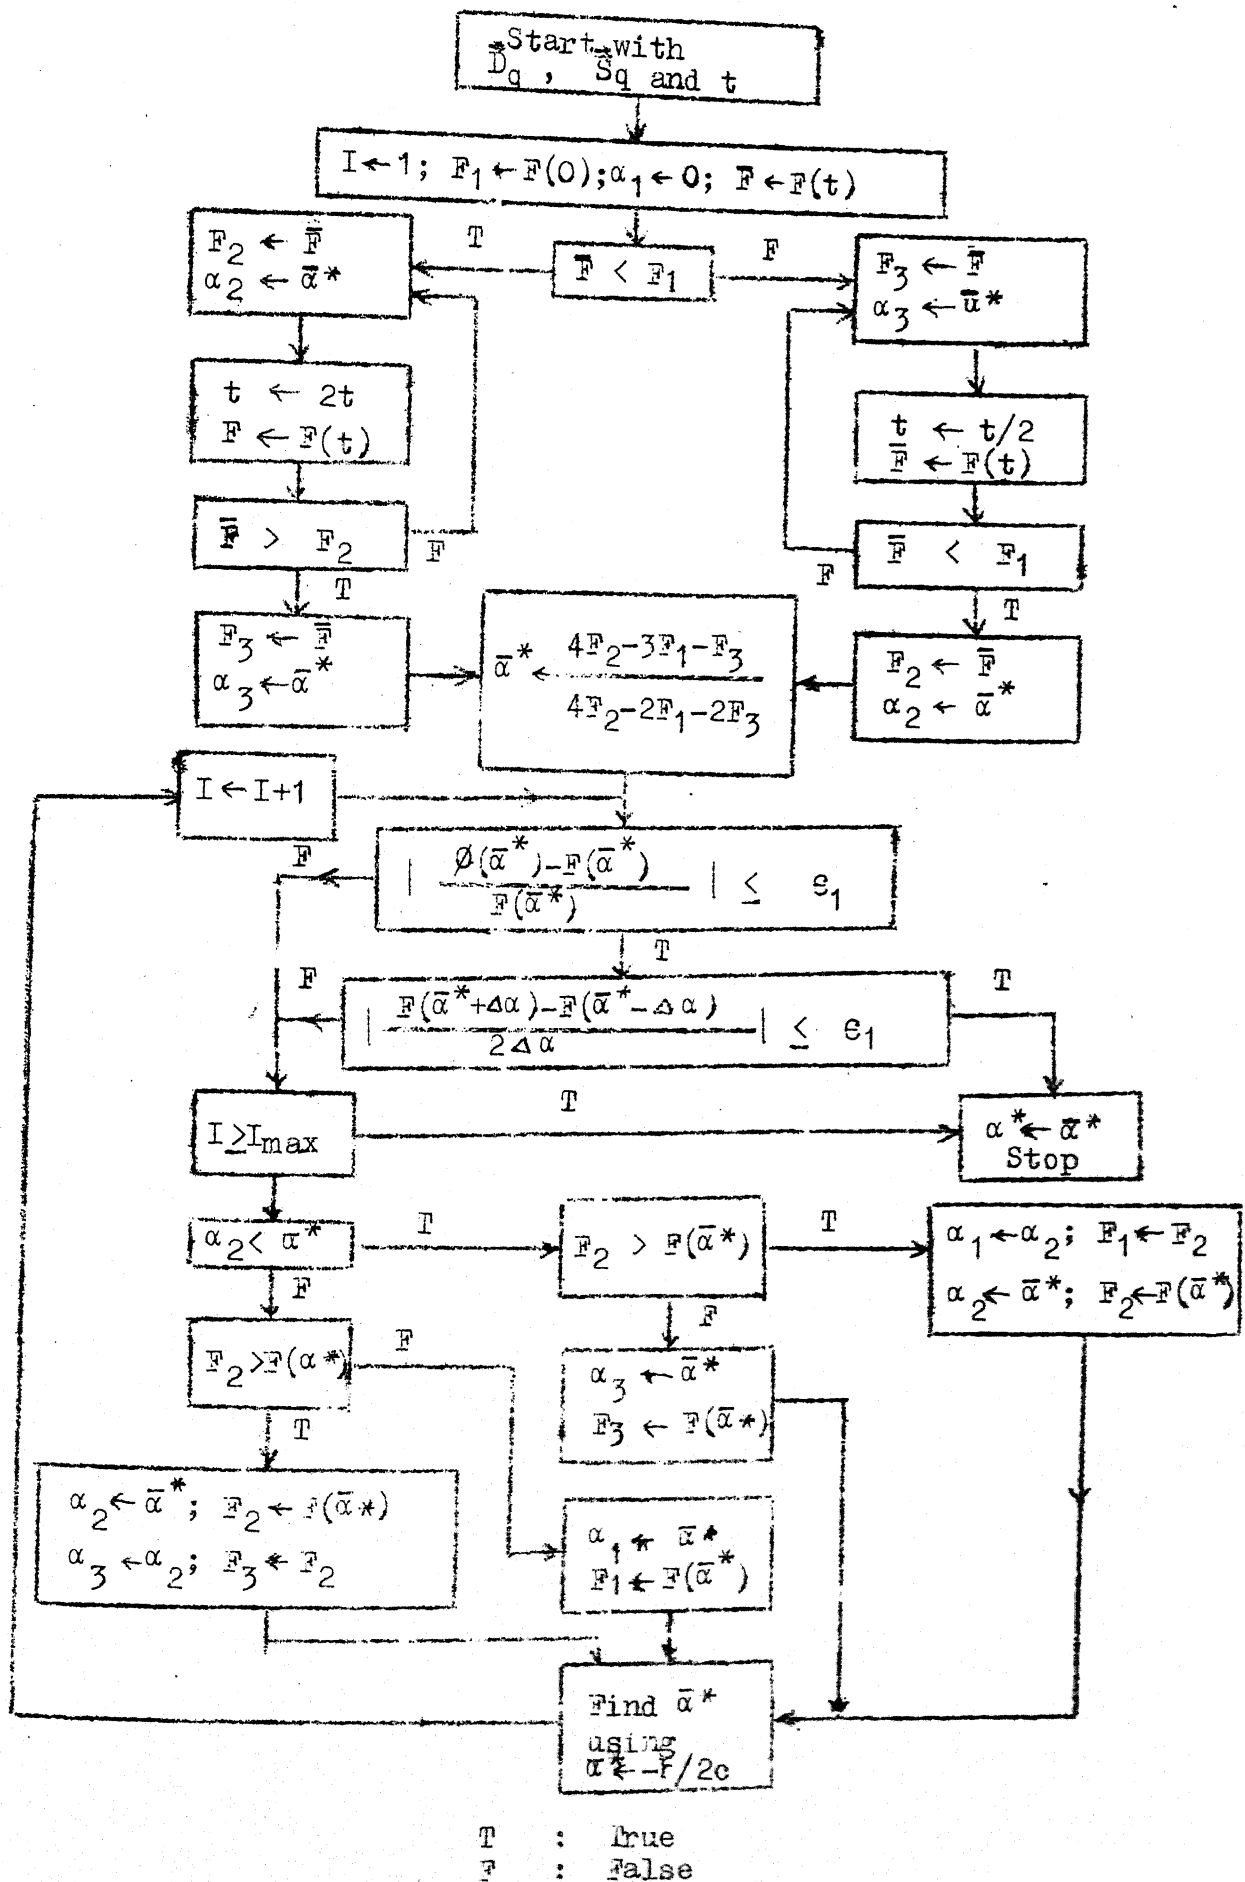 Start with
D⃗q , S⃗q and t
I ← 1; F₁ ← F(0); α₁ ← 0; F̄ ← F(t)
T
F̄ < F₁
F
F₂ ← F̄
α₂ ← ᾱ*
F₃ ← F̄
α₃ ← ū*
t ← 2t
F ← F(t)
t ← t/2
F̄ ← F(t)
F̄ > F₂
F
F̄ < F₁
F
T
T
F₃ ← F̄
α₃ ← ᾱ*
ᾱ* ← (4F₂-3F₁-F₃) / (4F₂-2F₁-2F₃)
F₂ ← F̄
α₂ ← ᾱ*
I ← I+1
F
| (Ø(ᾱ*)-F(ᾱ*)) / F(ᾱ*) | ≤ ε₁
T
F
| (F(ᾱ*+Δα)-F(ᾱ*-Δα)) / 2Δα | ≤ ε₁
T
I ≥ Imax
T
α* ← ᾱ*
Stop
α₂ < α̅*
T
F₂ > F(ᾱ*)
T
α₁ ← α₂; F₁ ← F₂
α₂ ← ᾱ*; F₂ ← F(ᾱ*)
F
F
F₂ > F(α*)
F
α₃ ← ᾱ*
F₃ ← F(ᾱ*)
T
α₂ ← ᾱ*; F₂ ← F(ᾱ*)
α₃ ← α₂; F₃ ← F₂
α₁ ← ᾱ*
F₁ ← F(ᾱ*)
Find ᾱ*
using
ᾱ* ← -F/2c
T : True
F : False